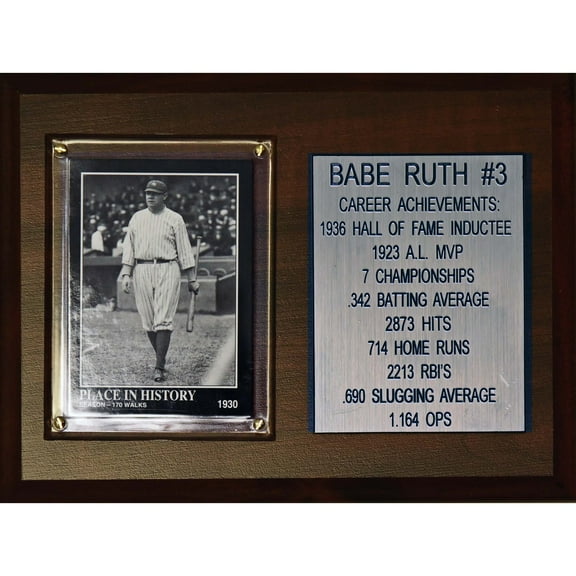 PLACE IN HISTORY
SEASON – 170 WALKS 1930
BABE RUTH #3
CAREER ACHIEVEMENTS:
1936 HALL OF FAME INDUCTEE
1923 A.L. MVP
7 CHAMPIONSHIPS
.342 BATTING AVERAGE
2873 HITS
714 HOME RUNS
2213 RBI'S
.690 SLUGGING AVERAGE
1.164 OPS